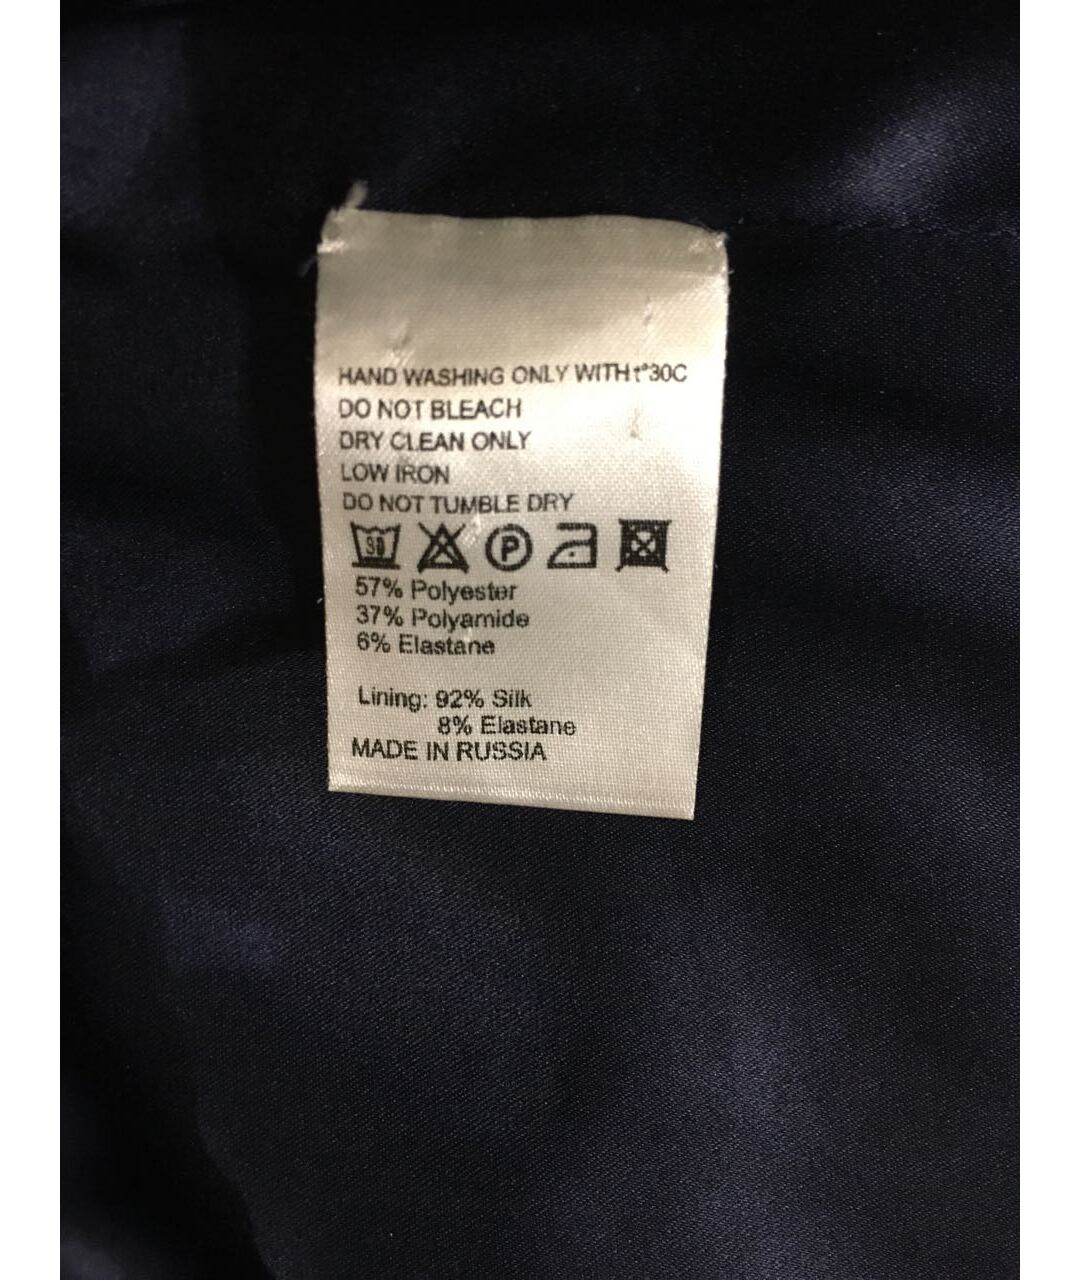 HAND WASHING ONLY WITH t°30C
DO NOT BLEACH
DRY CLEAN ONLY
LOW IRON
DO NOT TUMBLE DRY
30 P
57% Polyester
37% Polyamide
6% Elastane
Lining: 92% Silk
8% Elastane
MADE IN RUSSIA